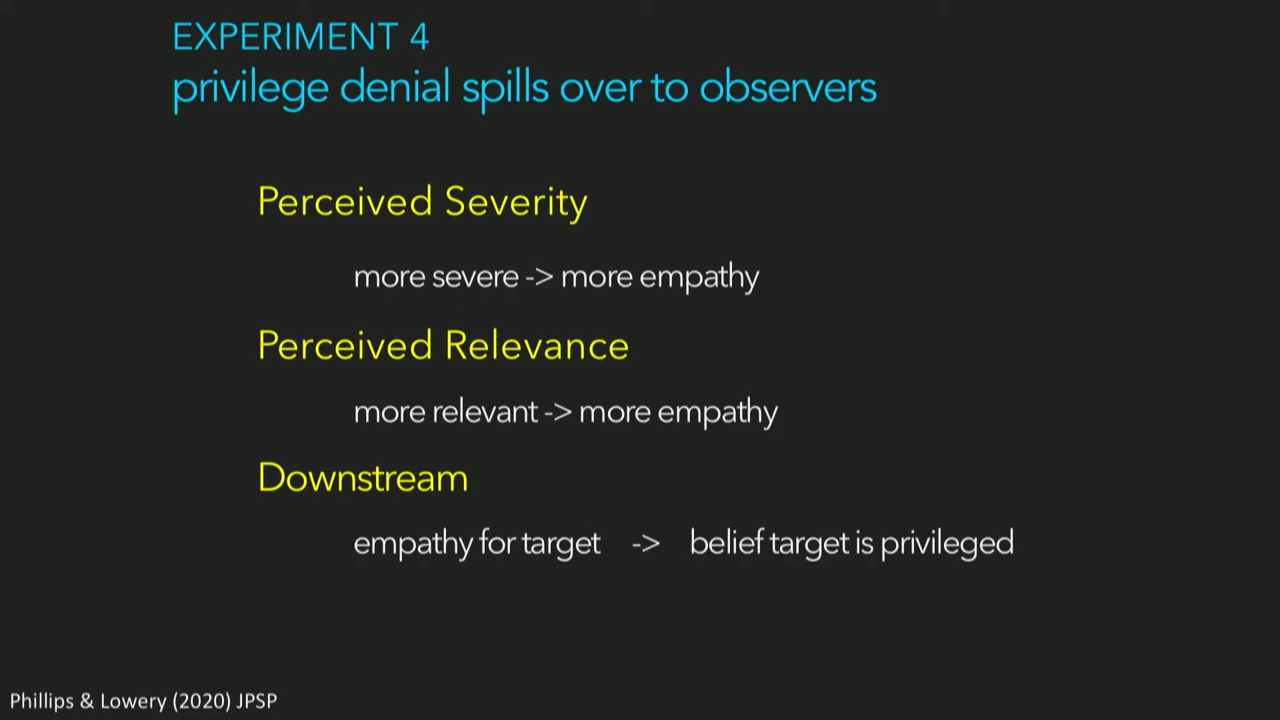 EXPERIMENT 4
privilege denial spills over to observers
Perceived Severity
more severe -> more empathy
Perceived Relevance
more relevant -> more empathy
Downstream
empathy for target -> belief target is privileged
Phillips & Lowery (2020) JPSP